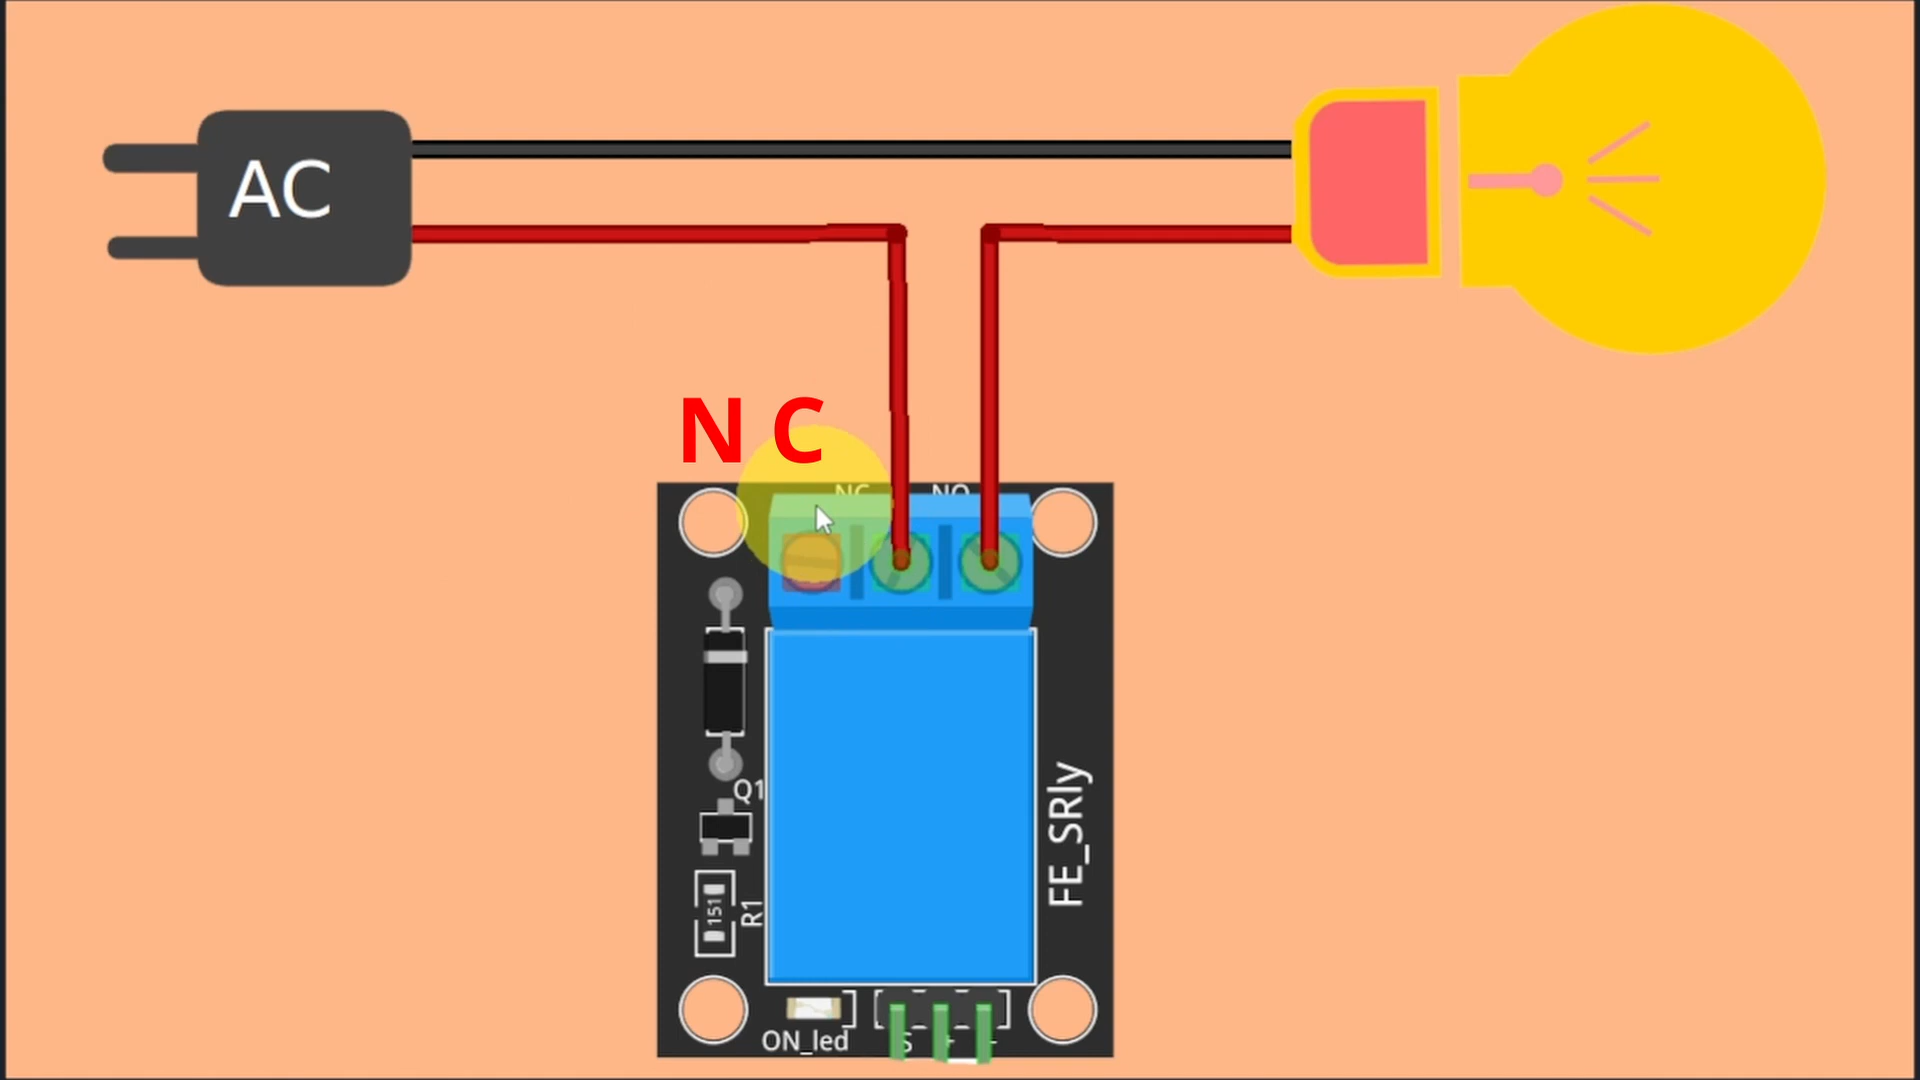 AC
N C
NC NO
Q1
FE_SRly
151
R1
ON_led S + -